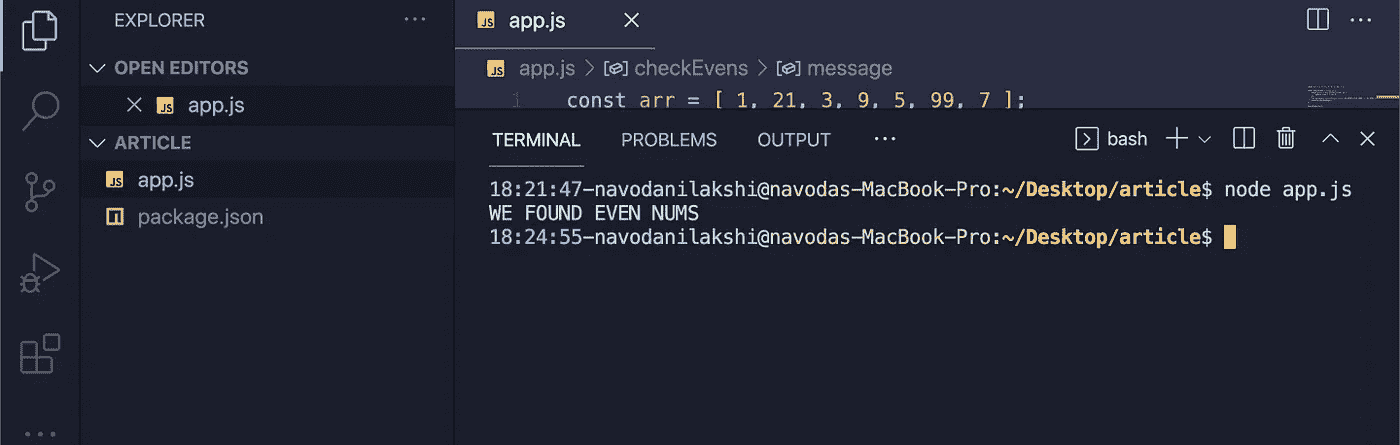 EXPLORER ...
OPEN EDITORS
JS app.js
ARTICLE
JS app.js
package.json
JS app.js
JS app.js > checkEvens > message
1 const arr = [ 1, 21, 3, 9, 5, 99, 7 ];
TERMINAL PROBLEMS OUTPUT ... bash
18:21:47-navodanilakshi@navodas-MacBook-Pro:~/Desktop/article$ node app.js
WE FOUND EVEN NUMS
18:24:55-navodanilakshi@navodas-MacBook-Pro:~/Desktop/article$